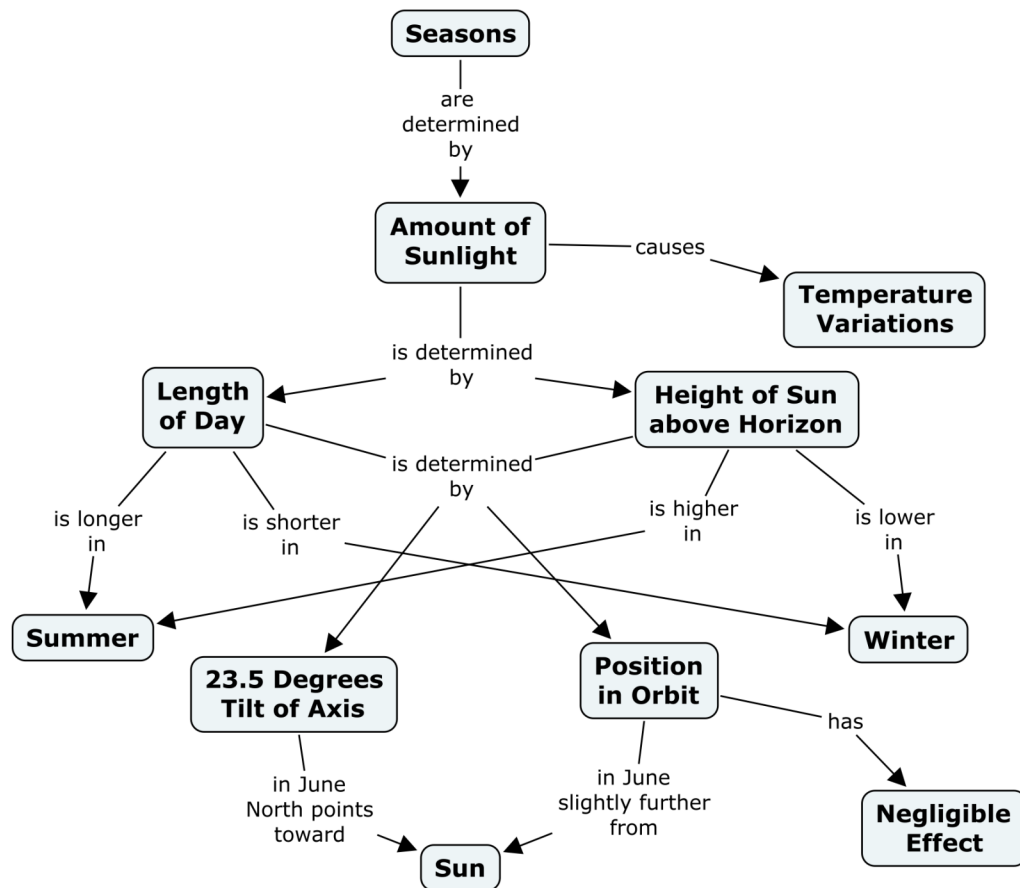 Seasons
are
determined
by
Amount of
Sunlight
causes
Temperature
Variations
is determined
by
Length
of Day
Height of Sun
above Horizon
is determined
by
is longer
in
is shorter
in
is higher
in
is lower
in
Summer
Winter
23.5 Degrees
Tilt of Axis
Position
in Orbit
has
in June
North points
toward
in June
slightly further
from
Negligible
Effect
Sun